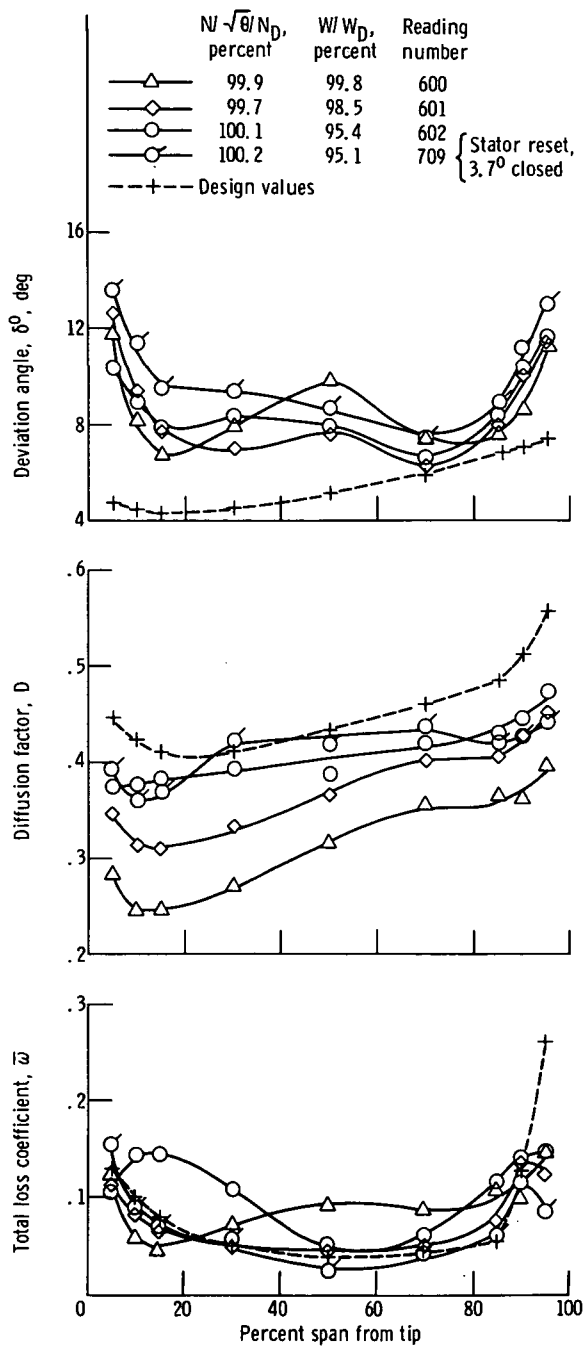 N/√θ/N_D, W/W_D, Reading
percent percent number
99.9 99.8 600
99.7 98.5 601
100.1 95.4 602
100.2 95.1 709 { Stator reset,
3.7° closed
Design values
16
12
8
4
Deviation angle, δ°, deg
.6
.5
.4
.3
.2
Diffusion factor, D
.3
.2
.1
Total loss coefficient, ω̅
0 20 40 60 80 100
Percent span from tip